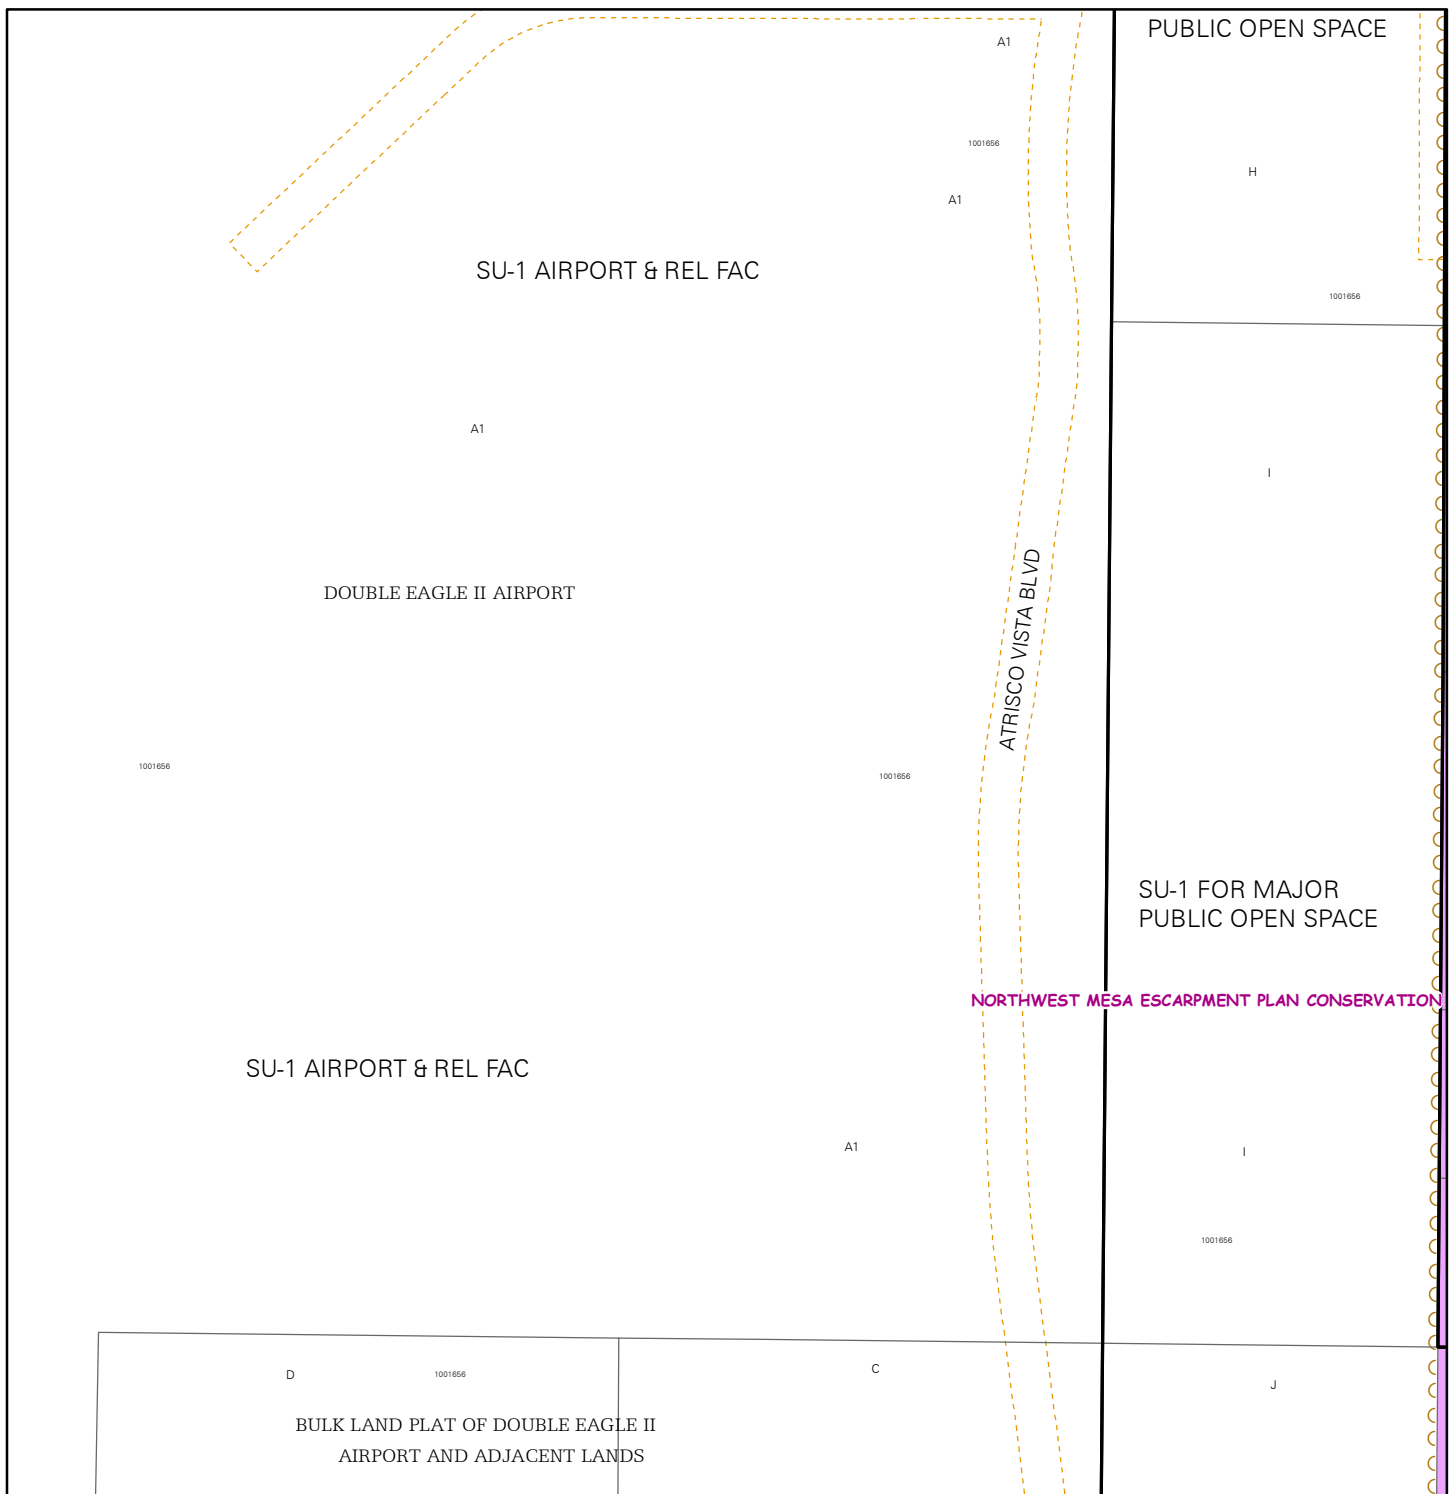 PUBLIC OPEN SPACE
A1
1001656
H
A1
SU-1 AIRPORT & REL FAC
1001656
A1
I
DOUBLE EAGLE II AIRPORT
ATRISCO VISTA BLVD
1001656
1001656
SU-1 FOR MAJOR
PUBLIC OPEN SPACE
NORTHWEST MESA ESCARPMENT PLAN CONSERVATION
SU-1 AIRPORT & REL FAC
A1
I
1001656
D
1001656
C
J
BULK LAND PLAT OF DOUBLE EAGLE II
AIRPORT AND ADJACENT LANDS